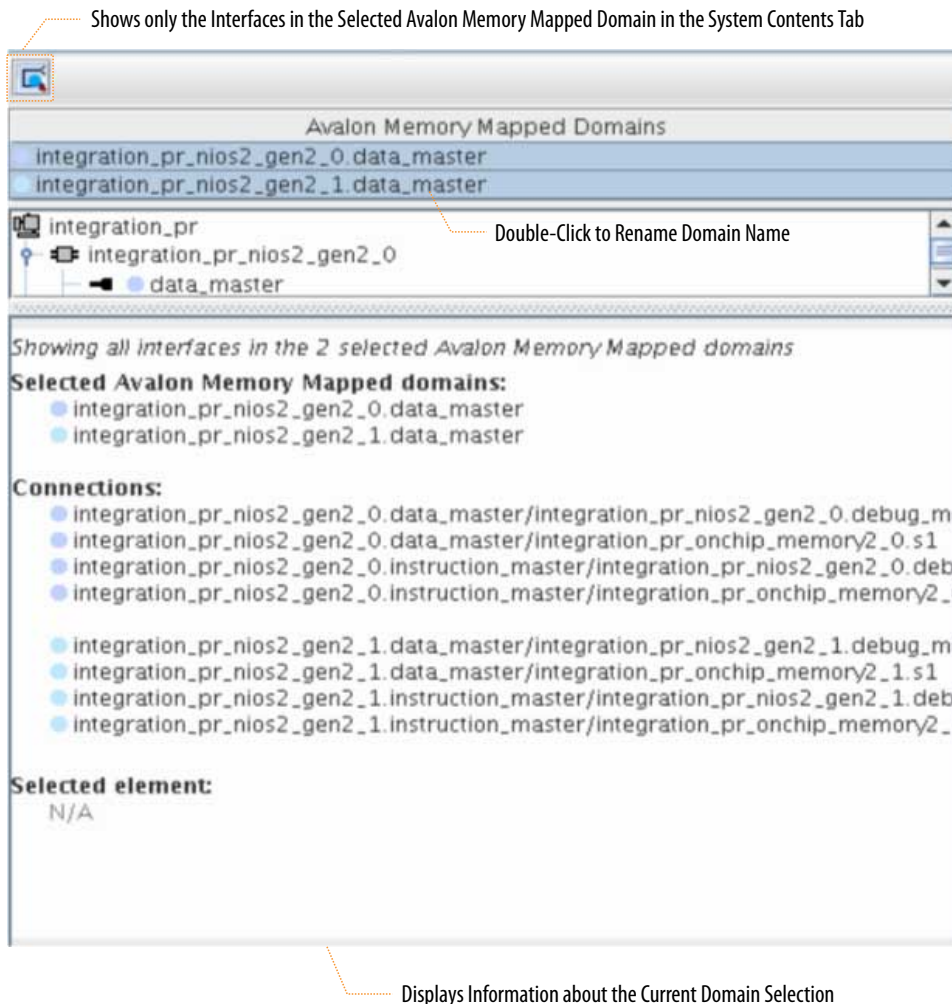 Shows only the Interfaces in the Selected Avalon Memory Mapped Domain in the System Contents Tab
Avalon Memory Mapped Domains
integration_pr_nios2_gen2_0.data_master
integration_pr_nios2_gen2_1.data_master
integration_pr
Double-Click to Rename Domain Name
integration_pr_nios2_gen2_0
data_master
Showing all interfaces in the 2 selected Avalon Memory Mapped domains
Selected Avalon Memory Mapped domains:
integration_pr_nios2_gen2_0.data_master
integration_pr_nios2_gen2_1.data_master
Connections:
integration_pr_nios2_gen2_0.data_master/integration_pr_nios2_gen2_0.debug_m
integration_pr_nios2_gen2_0.data_master/integration_pr_onchip_memory2_0.s1
integration_pr_nios2_gen2_0.instruction_master/integration_pr_nios2_gen2_0.deb
integration_pr_nios2_gen2_0.instruction_master/integration_pr_onchip_memory2_
integration_pr_nios2_gen2_1.data_master/integration_pr_nios2_gen2_1.debug_m
integration_pr_nios2_gen2_1.data_master/integration_pr_onchip_memory2_1.s1
integration_pr_nios2_gen2_1.instruction_master/integration_pr_nios2_gen2_1.deb
integration_pr_nios2_gen2_1.instruction_master/integration_pr_onchip_memory2_
Selected element:
N/A
Displays Information about the Current Domain Selection